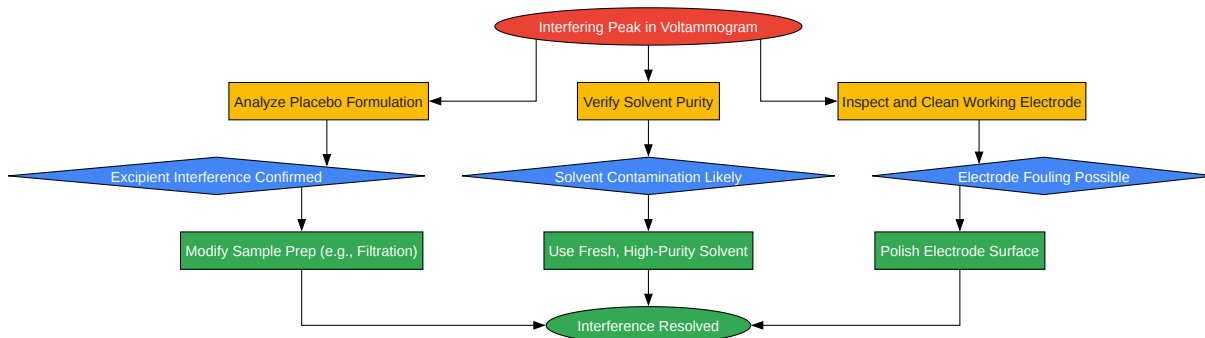 Interfering Peak in Voltammogram
Analyze Placebo Formulation
Verify Solvent Purity
Inspect and Clean Working Electrode
Excipient Interference Confirmed
Solvent Contamination Likely
Electrode Fouling Possible
Modify Sample Prep (e.g., Filtration)
Use Fresh, High-Purity Solvent
Polish Electrode Surface
Interference Resolved